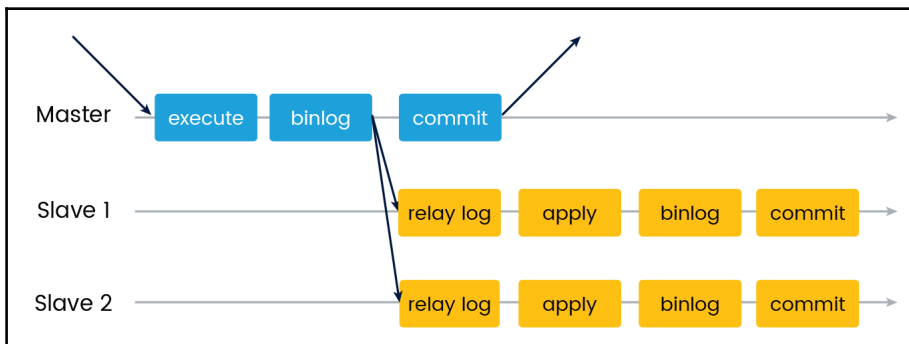 Master execute binlog commit
Slave 1 relay log apply binlog commit
Slave 2 relay log apply binlog commit